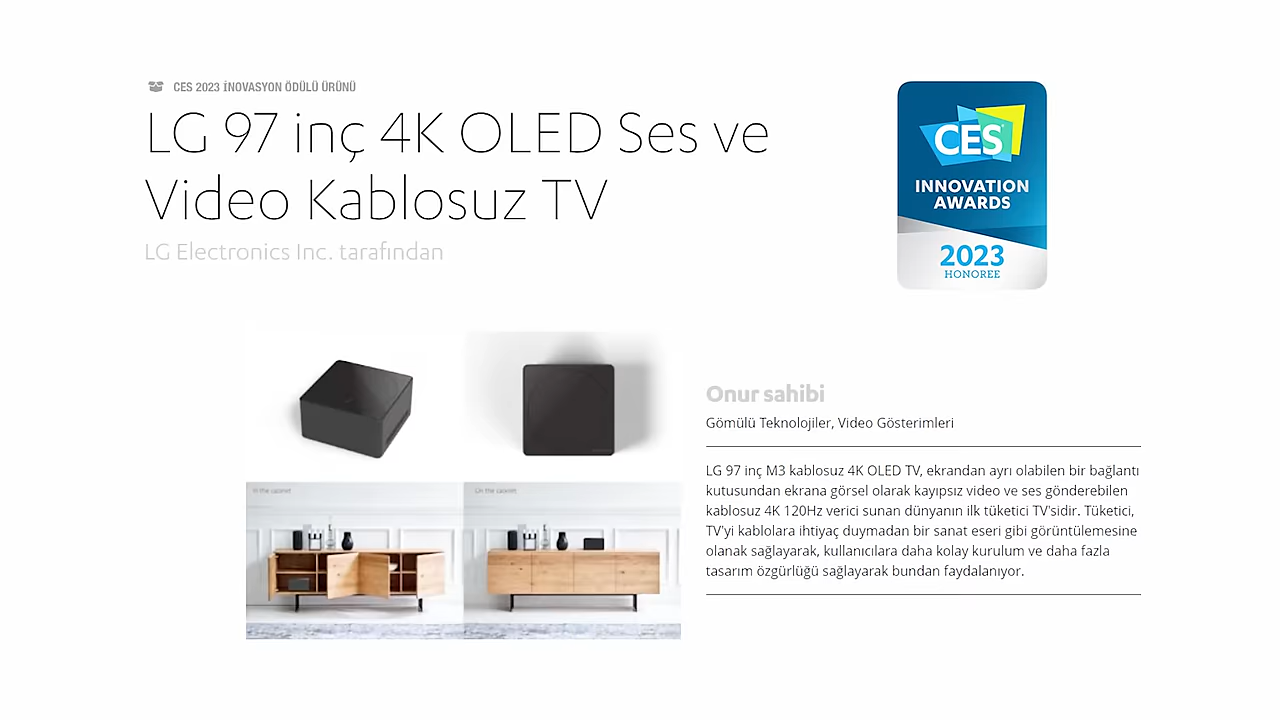 CES 2023 İNOVASYON ÖDÜLÜ ÜRÜNÜ
LG 97 inç 4K OLED Ses ve
Video Kablosuz TV
LG Electronics Inc. tarafından
CES
INNOVATION
AWARDS
2023
HONOREE
In the cabinet
On the cabinet
Onur sahibi
Gömülü Teknolojiler, Video Gösterimleri
LG 97 inç M3 kablosuz 4K OLED TV, ekrandan ayrı olabilen bir bağlantı
kutusundan ekrana görsel olarak kayıpsız video ve ses gönderebilen
kablosuz 4K 120Hz verici sunan dünyanın ilk tüketici TV'sidir. Tüketici,
TV'yi kablolara ihtiyaç duymadan bir sanat eseri gibi görüntülemesine
olanak sağlayarak, kullanıcılara daha kolay kurulum ve daha fazla
tasarım özgürlüğü sağlayarak bundan faydalanıyor.